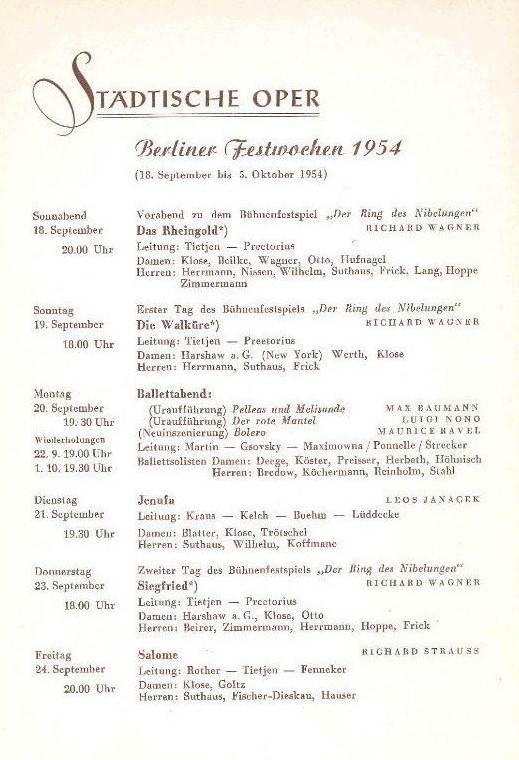 STÄDTISCHE OPER
Berliner Festwochen 1954
(18. September bis 5. Oktober 1954)
Sonnabend Vorabend zu dem Bühnenfestspiel „Der Ring des Nibelungen“
18. September Das Rheingold*) RICHARD WAGNER
20.00 Uhr Leitung: Tietjen — Preetorius
Damen: Klose, Beilke, Wagner, Otto, Hufnagel
Herren: Herrmann, Nissen, Wilhelm, Suthaus, Frick, Lang, Hoppe
Zimmermann
Sonntag Erster Tag des Bühnenfestspiels „Der Ring des Nibelungen“
19. September Die Walküre*) RICHARD WAGNER
18.00 Uhr Leitung: Tietjen — Preetorius
Damen: Harshaw a. G. (New York) Werth, Klose
Herren: Herrmann, Suthaus, Frick
Montag Ballettabend:
20. September (Uraufführung) Pelleas und Melisande MAX BAUMANN
19.30 Uhr (Uraufführung) Der rote Mantel LUIGI NONO
Wiederholungen (Neuinszenierung) Bolero MAURICE RAVEL
22. 9. 19.00 Uhr Leitung: Martin — Gsovsky — Maximowna / Ponnelle / Strecker
1. 10. 19.30 Uhr Ballettsolisten Damen: Deege, Köster, Preisser, Herbeth, Höhnisch
Herren: Bredow, Köchermann, Reinholm, Stahl
Dienstag Jenufa LEOS JANACEK
21. September Leitung: Kraus — Kelch — Buehm — Lüddecke
19.30 Uhr Damen: Blatter, Klose, Trötschel
Herren: Suthaus, Wilhelm, Koffmane
Donnerstag Zweiter Tag des Bühnenfestspiels „Der Ring des Nibelungen“
23. September Siegfried*) RICHARD WAGNER
18.00 Uhr Leitung: Tietjen — Preetorius
Damen: Harshaw a. G., Klose, Otto
Herren: Beirer, Zimmermann, Herrmann, Hoppe, Frick
Freitag Salome RICHARD STRAUSS
24. September Leitung: Rother — Tietjen — Fenneker
20.00 Uhr Damen: Klose, Goltz
Herren: Suthaus, Fischer-Dieskau, Hauser